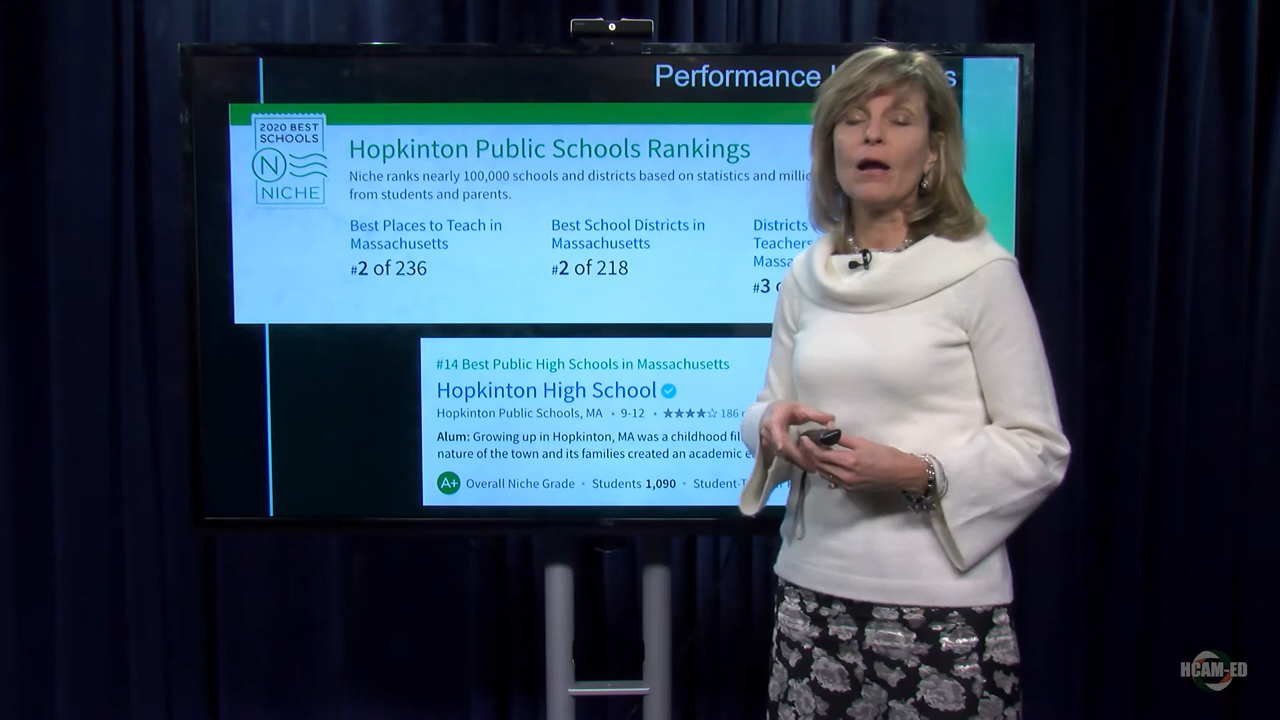 Performance
2020 BEST
SCHOOLS
N
NICHE
Hopkinton Public Schools Rankings
Niche ranks nearly 100,000 schools and districts based on statistics and
from students and parents.
Best Places to Teach in
Massachusetts
#2 of 236
Best School Districts in
Massachusetts
#2 of 218
Districts
Teachers
#3
#14 Best Public High Schools in Massachusetts
Hopkinton High School
Hopkinton Public Schools, MA • 9-12 • ★★★★☆ 186
Alum: Growing up in Hopkinton, MA was a childhood
nature of the town and its families created an academic
A+ Overall Niche Grade • Students 1,090 • Student-
HCAM-ED